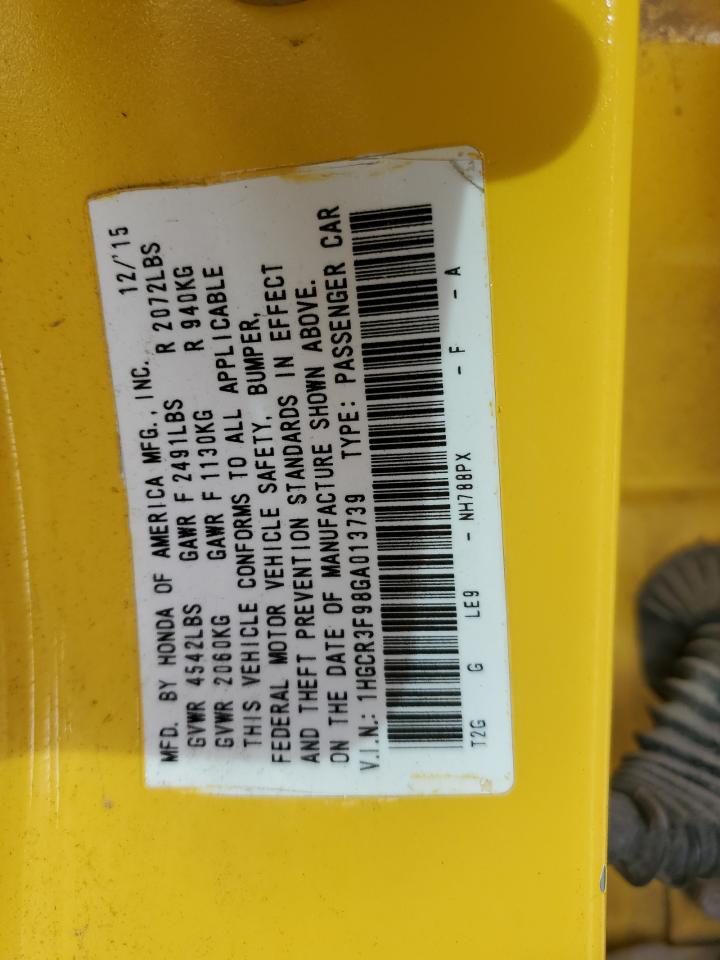 MFD. BY HONDA OF AMERICA MFG., INC. 12/'15
GVWR 4542LBS GAWR F 2491LBS R 2072LBS
GVWR 2060KG GAWR F 1130KG R 940KG
THIS VEHICLE CONFORMS TO ALL APPLICABLE
FEDERAL MOTOR VEHICLE SAFETY, BUMPER,
AND THEFT PREVENTION STANDARDS IN EFFECT
ON THE DATE OF MANUFACTURE SHOWN ABOVE.
V.I.N.: 1HGCR3F98GA013739 TYPE: PASSENGER CAR
T2G G LE9 - NH788PX - F - A